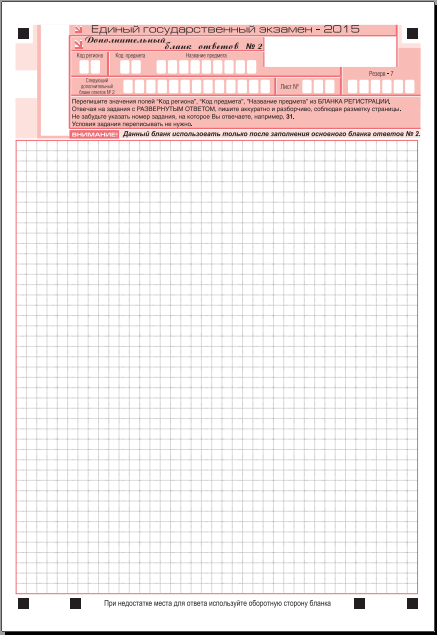 Единый государственный экзамен - 2015
Дополнительный
бланк ответов № 2
Код региона Код предмета Название предмета
Резерв - 7
Следующий
дополнительный
бланк ответов № 2
Лист №
Перепишите значения полей "Код региона", "Код предмета", "Название предмета" из БЛАНКА РЕГИСТРАЦИИ.
Отвечая на задания с РАЗВЕРНУТЫМ ОТВЕТОМ, пишите аккуратно и разборчиво, соблюдая разметку страницы.
Не забудьте указать номер задания, на которое Вы отвечаете, например, 31.
Условия задания переписывать не нужно.
ВНИМАНИЕ! Данный бланк использовать только после заполнения основного бланка ответов № 2.
При недостатке места для ответа используйте оборотную сторону бланка